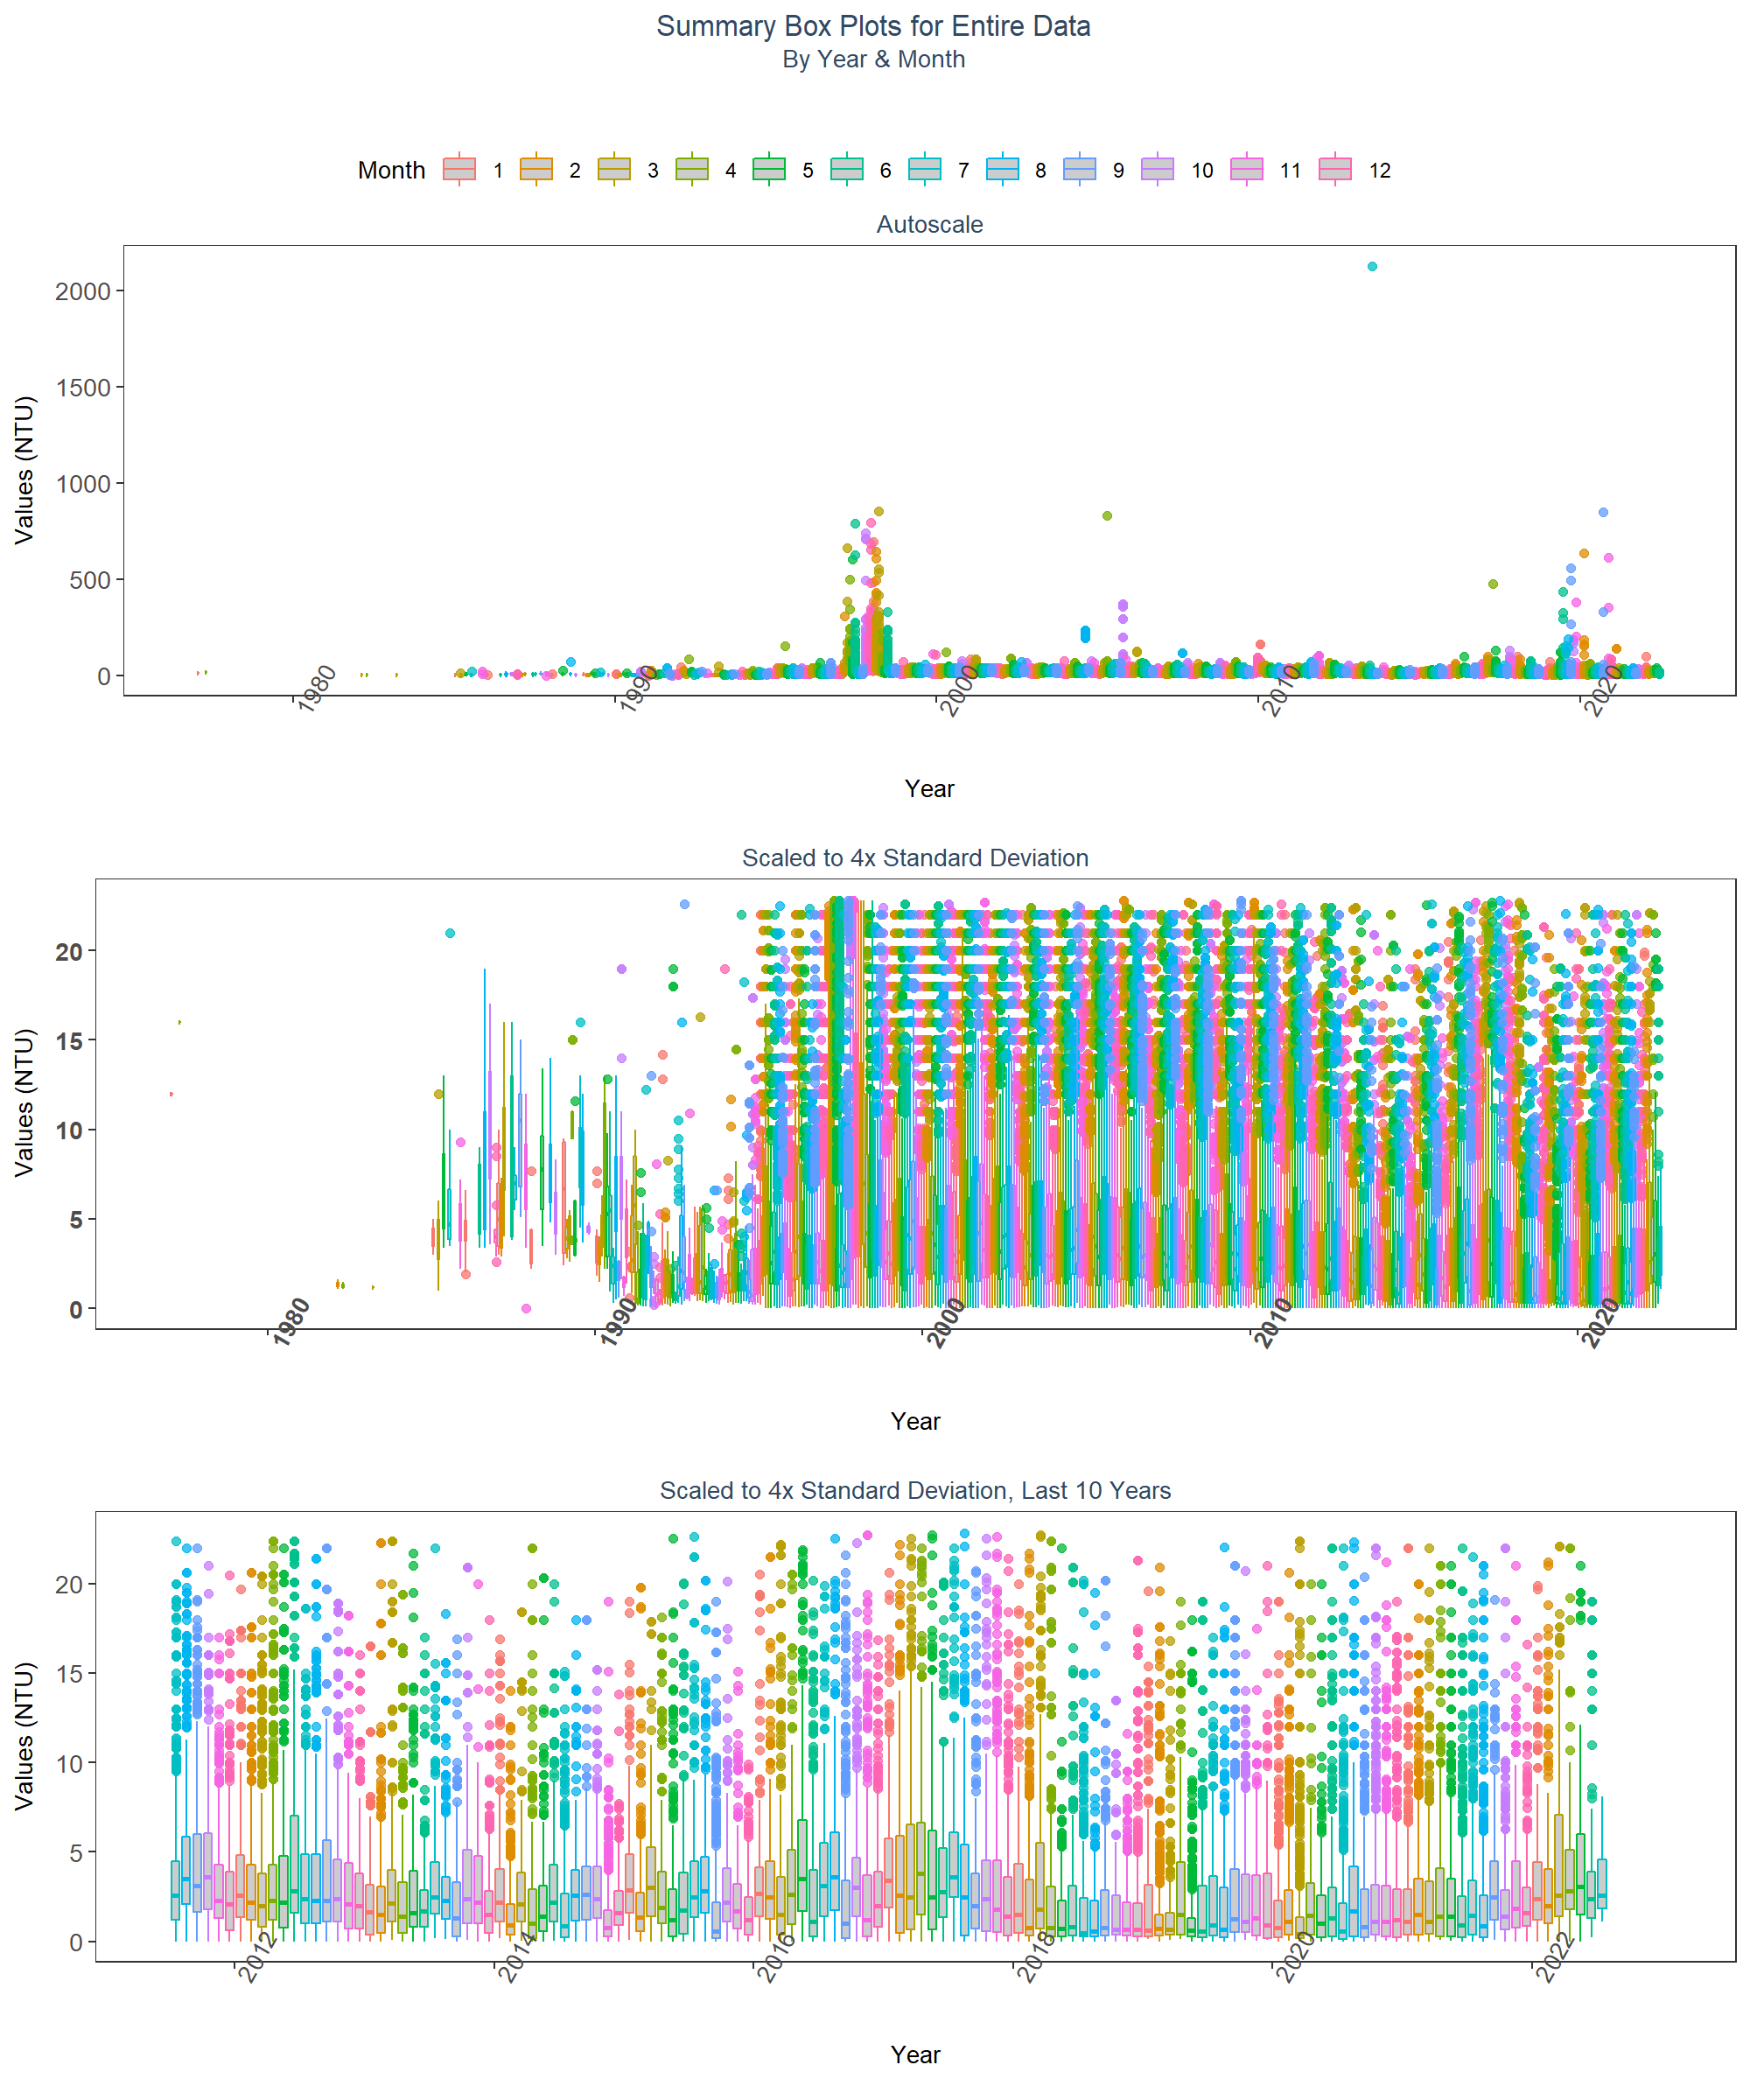 Summary Box Plots for Entire Data
By Year & Month
Month 1 2 3 4 5 6 7 8 9 10 11 12
Autoscale
Values (NTU)
2000
1500
1000
500
0
1980 1990 2000 2010 2020
Year
Scaled to 4x Standard Deviation
Values (NTU)
20
15
10
5
0
1980 1990 2000 2010 2020
Year
Scaled to 4x Standard Deviation, Last 10 Years
Values (NTU)
20
15
10
5
0
2012 2014 2016 2018 2020 2022
Year